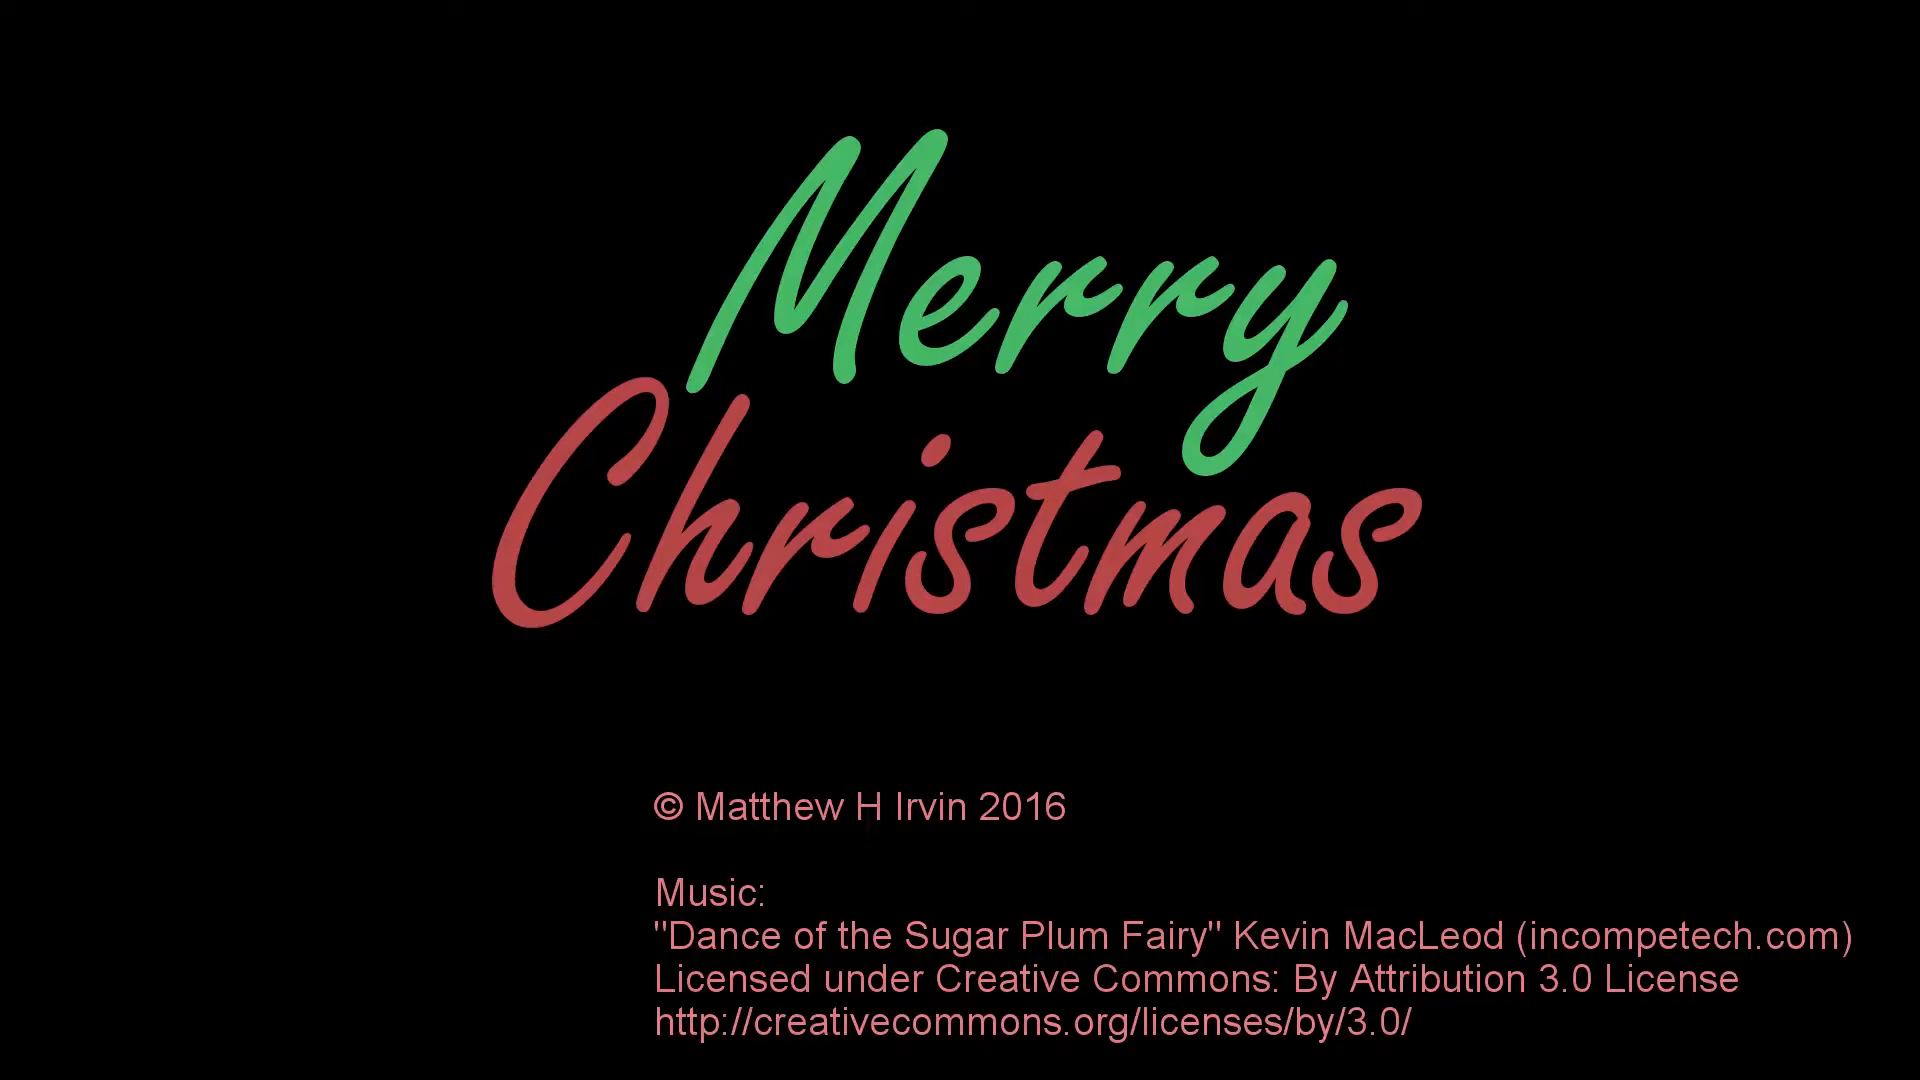 Merry
Christmas
© Matthew H Irvin 2016
Music:
"Dance of the Sugar Plum Fairy" Kevin MacLeod (incompetech.com)
Licensed under Creative Commons: By Attribution 3.0 License
http://creativecommons.org/licenses/by/3.0/